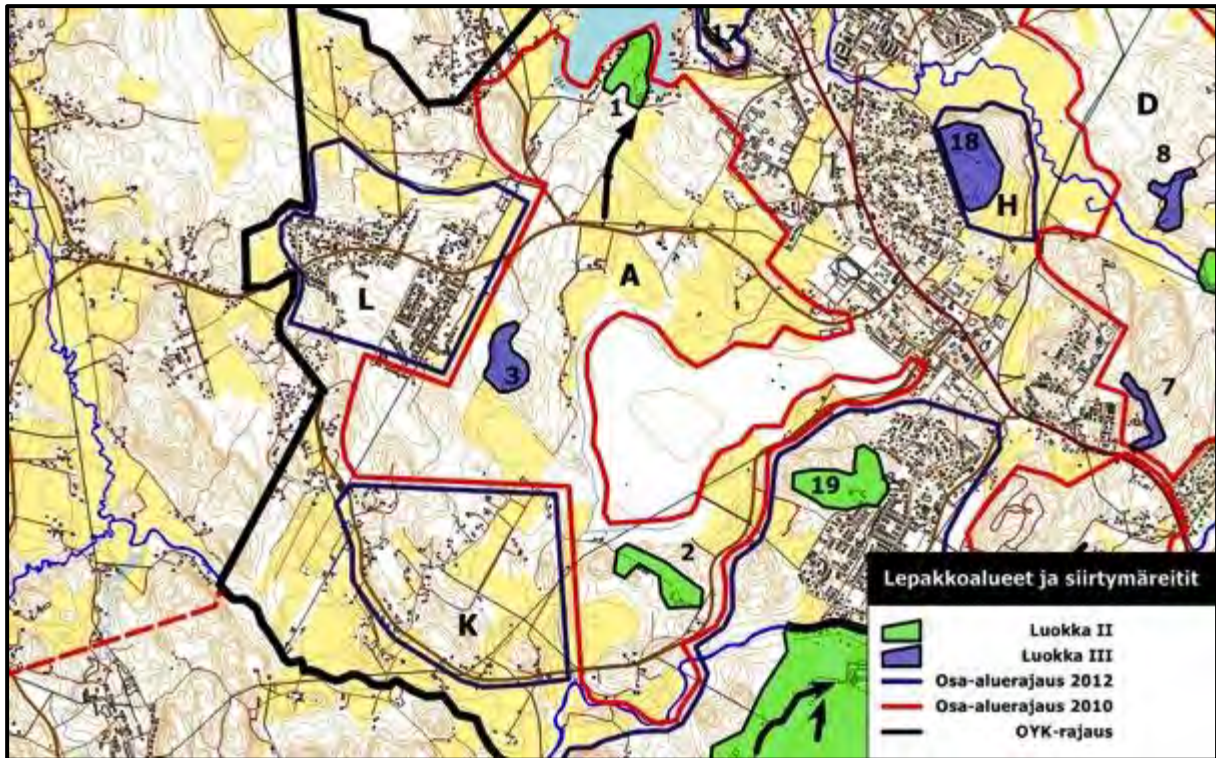 17
1
D
18
8
H
L
A
3
7
19
2
K
Lepakkoalueet ja siirtymäreitit
Luokka II
Luokka III
Osa-aluerajaus 2012
Osa-aluerajaus 2010
OYK-rajaus